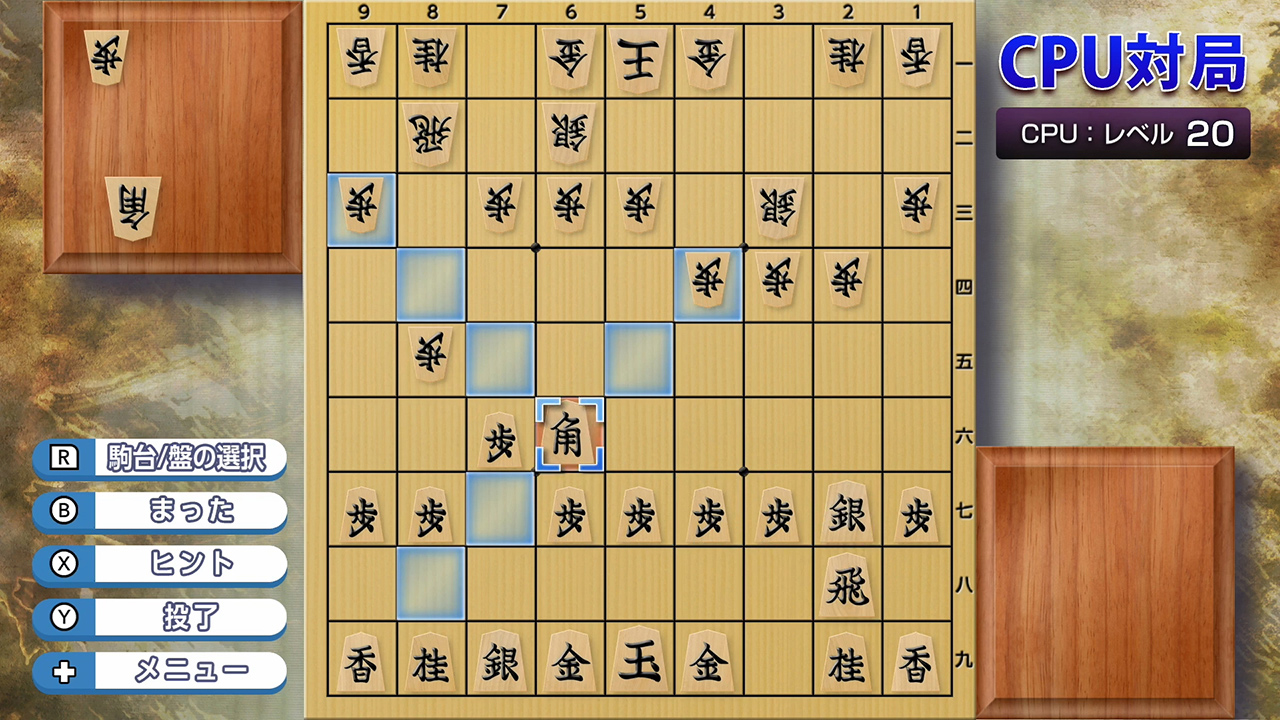 9 8 7 6 5 4 3 2 1
歩
角
香 桂 金 王 金 桂 香 一
飛 銀 二
歩 歩 歩 歩 銀 歩 三
歩 歩 歩 四
歩 五
歩 角 六
歩 歩 歩 歩 歩 歩 銀 歩 七
飛 八
香 桂 銀 金 玉 金 桂 香 九
CPU対局
CPU:レベル 20
R 駒台/盤の選択
B まった
X ヒント
Y 投了
+ メニュー